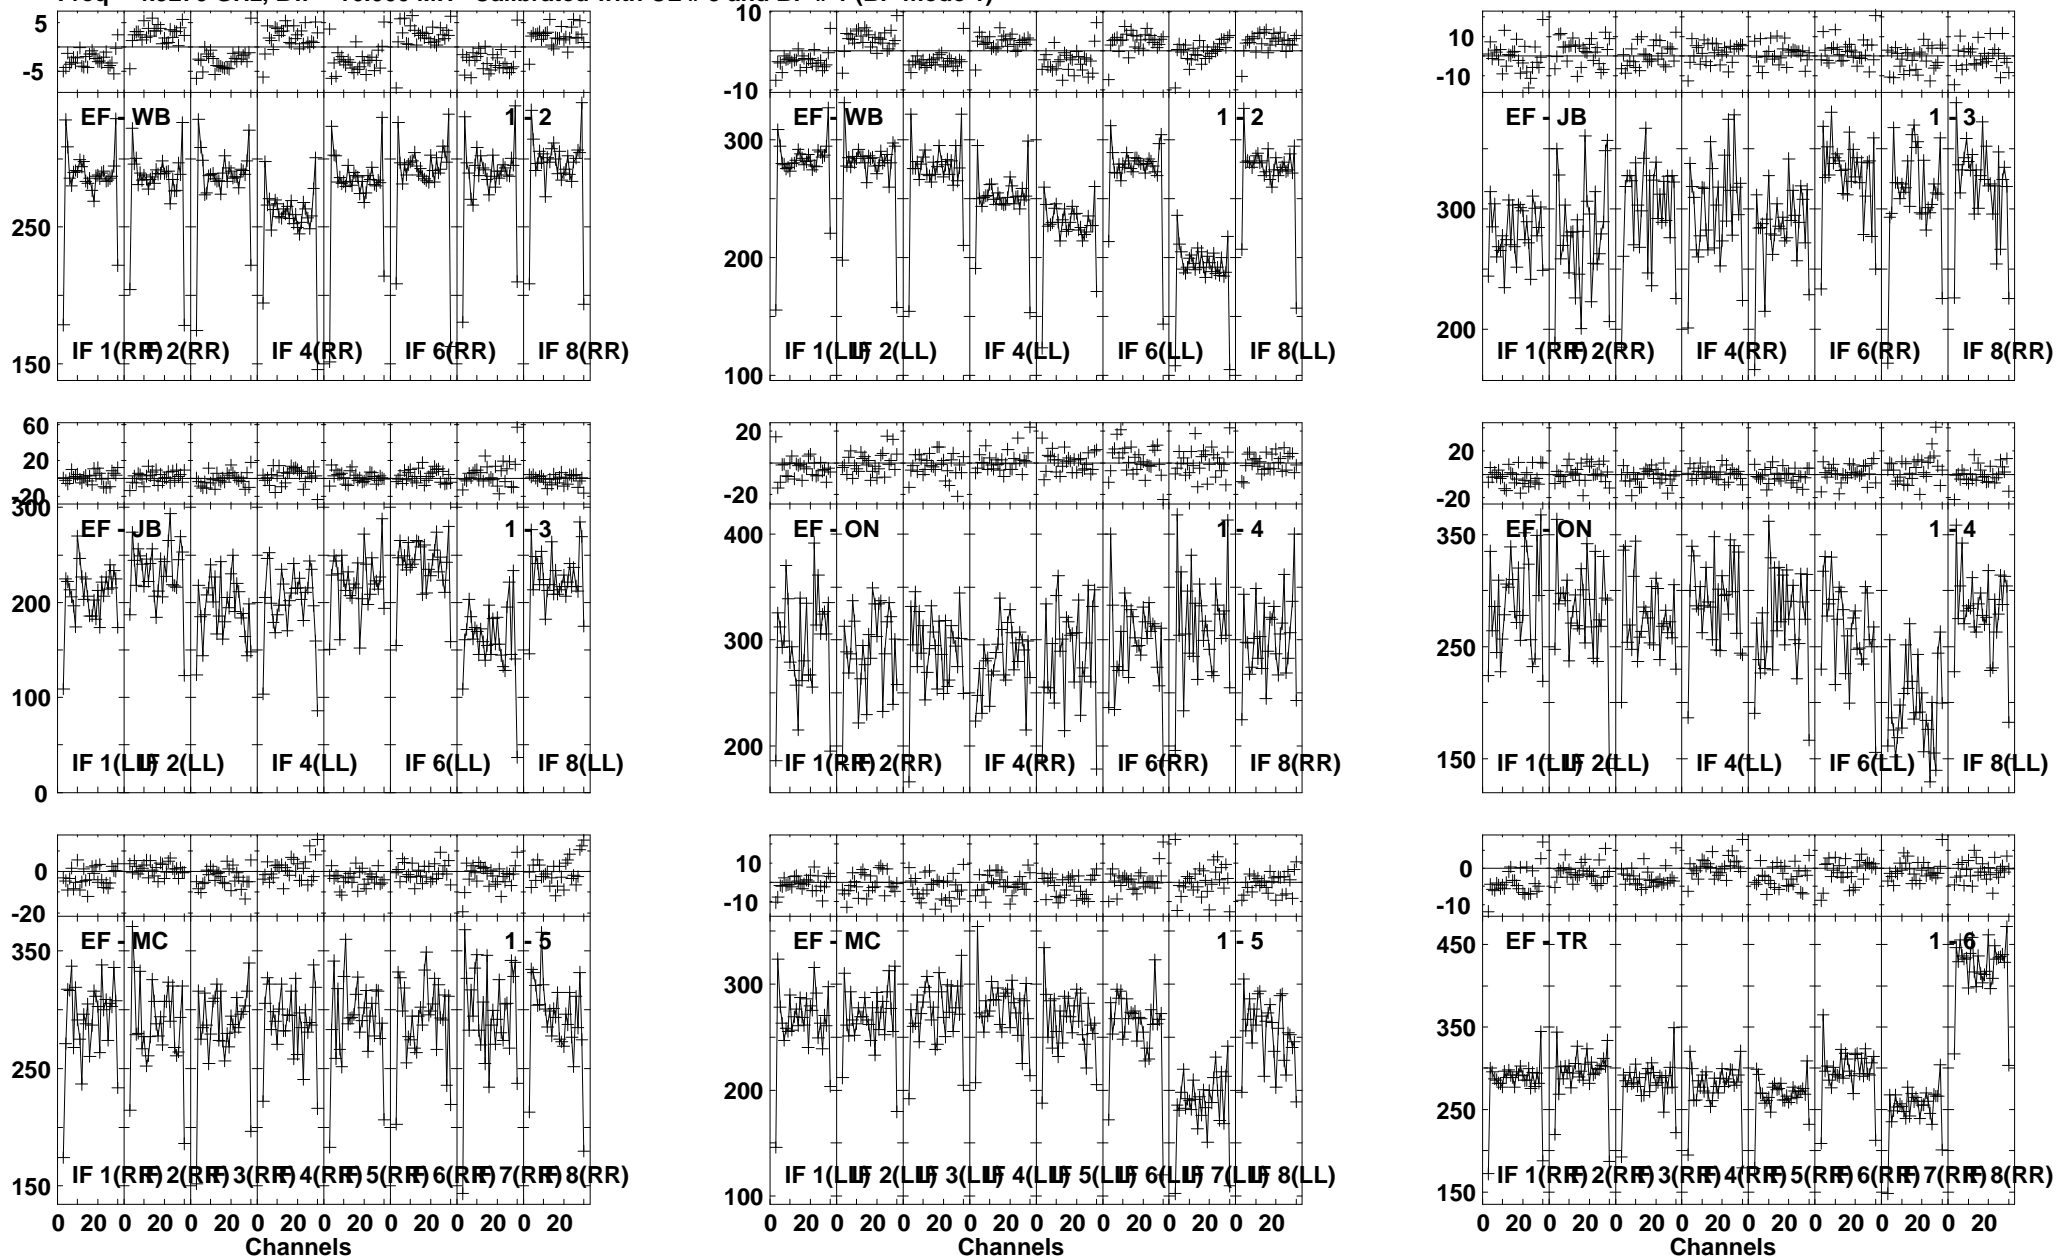 5
-5
EF - WB
1 - 2
250
150
IF 1(RR)
IF 2(RR)
IF 4(RR)
IF 6(RR)
IF 8(RR)
10
-10
EF - WB
1 - 2
300
200
100
IF 1(LL)
IF 2(LL)
IF 4(LL)
IF 6(LL)
IF 8(LL)
10
-10
EF - JB
1 - 3
300
200
IF 1(RR)
IF 2(RR)
IF 4(RR)
IF 6(RR)
IF 8(RR)
60
20
-20
300
EF - JB
1 - 3
200
100
0
IF 1(LL)
IF 2(LL)
IF 4(LL)
IF 6(LL)
IF 8(LL)
20
-20
400
EF - ON
1 - 4
300
200
IF 1(RR)
IF 2(RR)
IF 4(RR)
IF 6(RR)
IF 8(RR)
20
-20
350
EF - ON
1 - 4
250
150
IF 1(LL)
IF 2(LL)
IF 4(LL)
IF 6(LL)
IF 8(LL)
0
-20
350
EF - MC
1 - 5
250
150
IF 1(RR)
IF 2(RR)
IF 3(RR)
IF 4(RR)
IF 5(RR)
IF 6(RR)
IF 7(RR)
IF 8(RR)
0 20 0 20 0 20 0 20 0 20 0 20 0 20 0 20
Channels
10
-10
EF - MC
1 - 5
300
200
100
IF 1(LL)
IF 2(LL)
IF 3(LL)
IF 4(LL)
IF 5(LL)
IF 6(LL)
IF 7(LL)
IF 8(LL)
0 20 0 20 0 20 0 20 0 20 0 20 0 20 0 20
Channels
0
-10
450
EF - TR
1 - 6
350
250
150
IF 1(RR)
IF 2(RR)
IF 3(RR)
IF 4(RR)
IF 5(RR)
IF 6(RR)
IF 7(RR)
IF 8(RR)
0 20 0 20 0 20 0 20 0 20 0 20 0 20 0 20
Channels